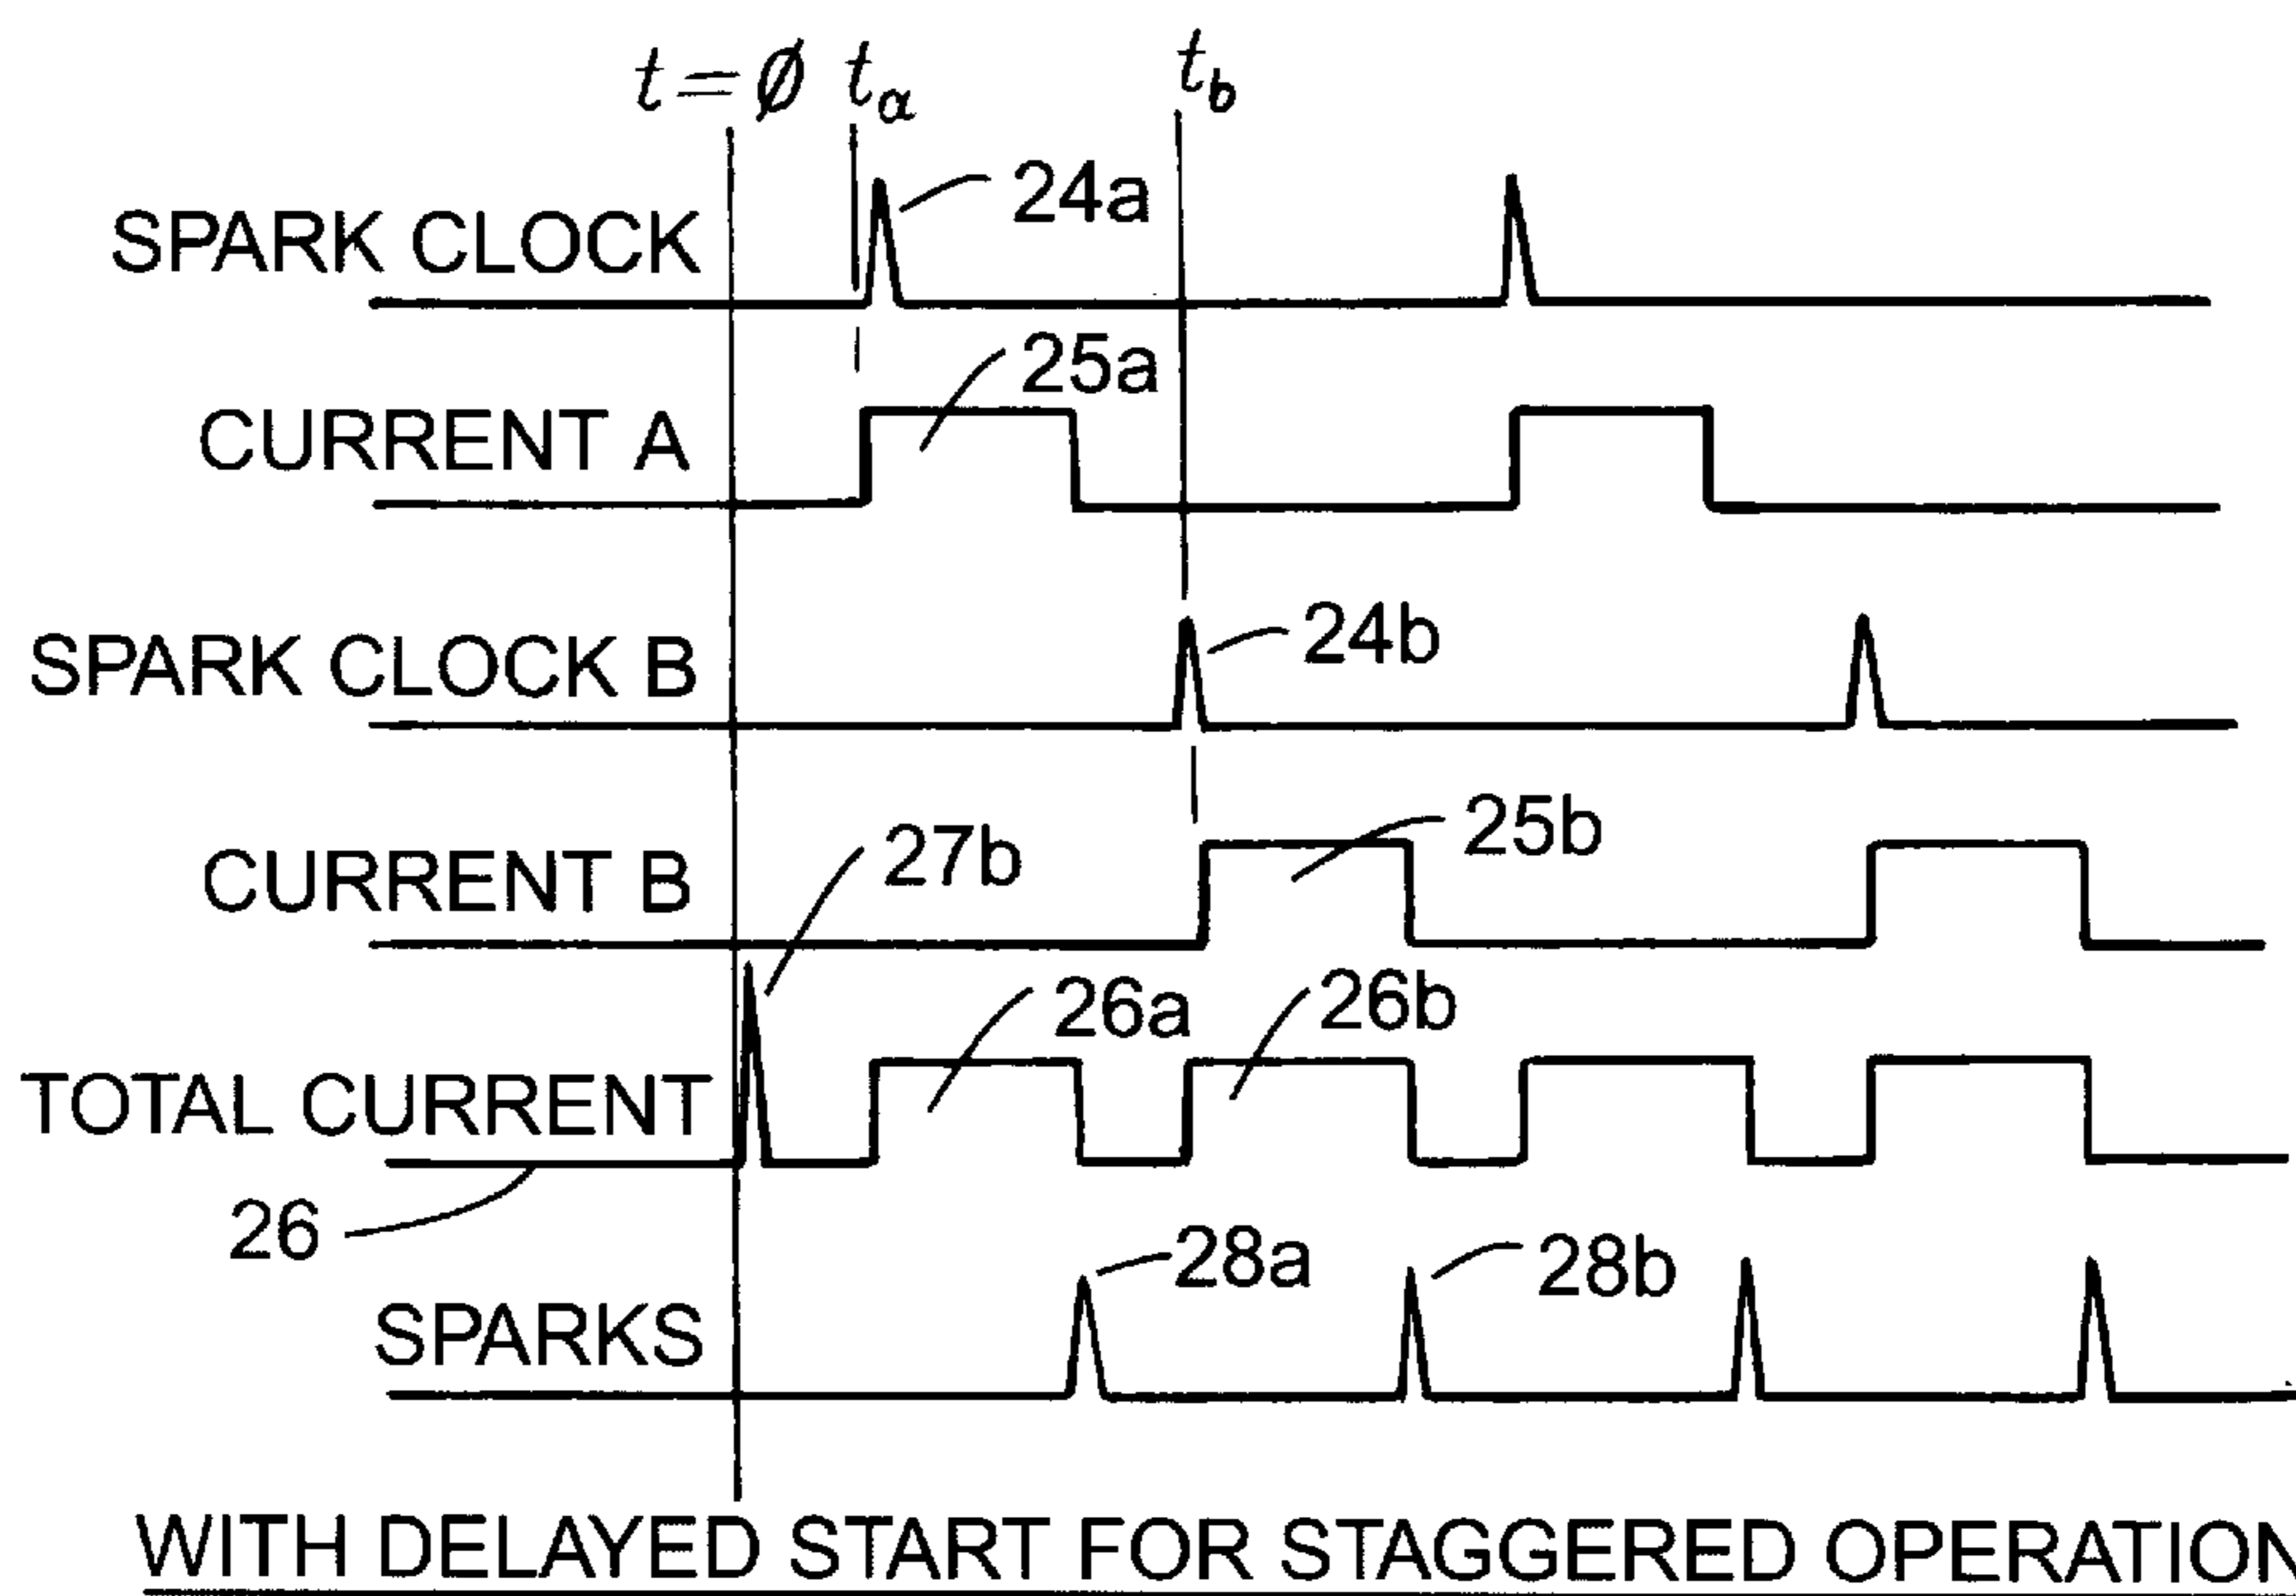 t=Ø ta tb
24a
SPARK CLOCK
25a
CURRENT A
24b
SPARK CLOCK B
25b
27b
CURRENT B
26a 26b
TOTAL CURRENT
26
28a 28b
SPARKS
WITH DELAYED START FOR STAGGERED OPERATION